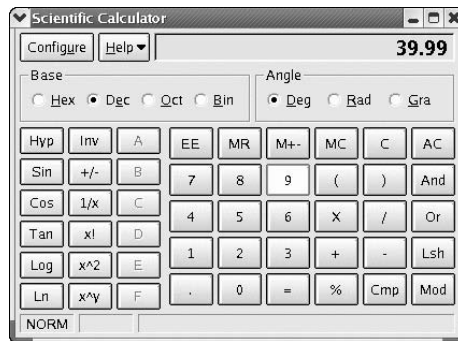 Scientific Calculator
Configure Help 39.99
Base Angle
Hex Dec Oct Bin Deg Rad Gra
Hyp Inv A EE MR M+- MC C AC
Sin +/- B 7 8 9 ( ) And
Cos 1/x C 4 5 6 X / Or
Tan x! D 1 2 3 + - Lsh
Log x^2 E . 0 = % Cmp Mod
Ln x^y F
NORM